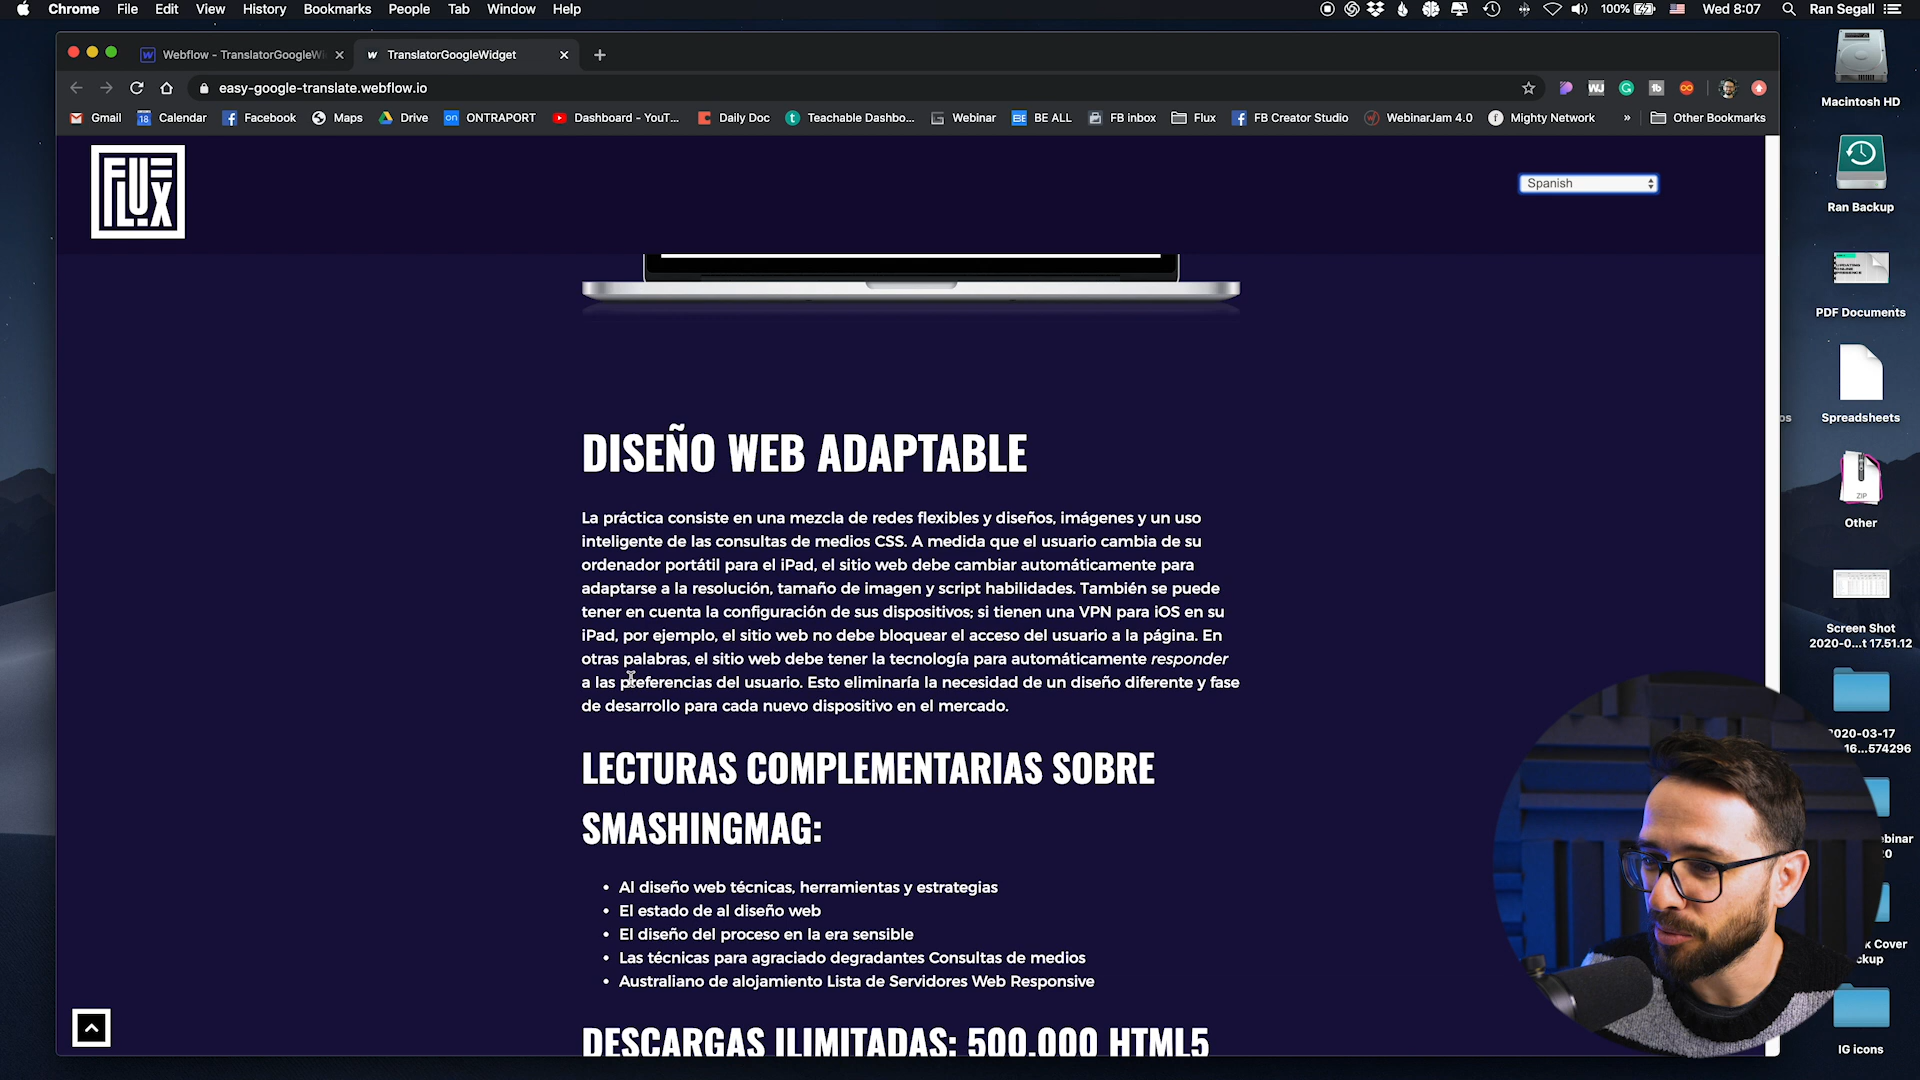 Chrome File Edit View History Bookmarks People Tab Window Help
100% Wed 8:07 Ran Segall
Webflow - TranslatorGoogleWi
TranslatorGoogleWidget
easy-google-translate.webflow.io
Gmail Calendar Facebook Maps Drive ONTRAPORT Dashboard - YouT... Daily Doc Teachable Dashbo... Webinar BE ALL FB inbox Flux FB Creator Studio WebinarJam 4.0 Mighty Network » Other Bookmarks
FLUX
Spanish
DISEÑO WEB ADAPTABLE
La práctica consiste en una mezcla de redes flexibles y diseños, imágenes y un uso
inteligente de las consultas de medios CSS. A medida que el usuario cambia de su
ordenador portátil para el iPad, el sitio web debe cambiar automáticamente para
adaptarse a la resolución, tamaño de imagen y script habilidades. También se puede
tener en cuenta la configuración de sus dispositivos; si tienen una VPN para iOS en su
iPad, por ejemplo, el sitio web no debe bloquear el acceso del usuario a la página. En
otras palabras, el sitio web debe tener la tecnología para automáticamente responder
a las preferencias del usuario. Esto eliminaría la necesidad de un diseño diferente y fase
de desarrollo para cada nuevo dispositivo en el mercado.
LECTURAS COMPLEMENTARIAS SOBRE
SMASHINGMAG:
• Al diseño web técnicas, herramientas y estrategias
• El estado de al diseño web
• El diseño del proceso en la era sensible
• Las técnicas para agraciado degradantes Consultas de medios
• Australiano de alojamiento Lista de Servidores Web Responsive
DESCARGAS ILIMITADAS: 500.000 HTML5
Macintosh HD
Ran Backup
PDF Documents
Spreadsheets
ZIP
Other
Screen Shot
2020-0...t 17.51.12
2020-03-17
16...574296
IG icons